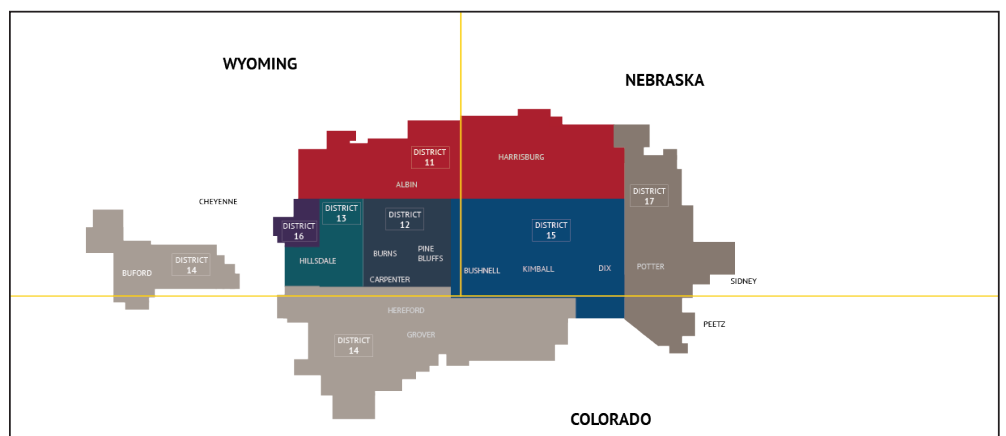 WYOMING
NEBRASKA
DISTRICT
11
HARRISBURG
ALBIN
DISTRICT
17
CHEYENNE
DISTRICT
13
DISTRICT
12
DISTRICT
16
DISTRICT
15
BURNS
PINE
BLUFFS
HILLSDALE
DISTRICT
14
BUFORD
BUSHNELL
KIMBALL
DIX
POTTER
CARPENTER
SIDNEY
HEREFORD
PEETZ
GROVER
DISTRICT
14
COLORADO